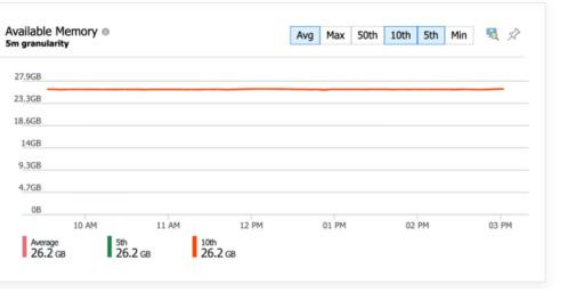 Available Memory
5m granularity
Avg Max 50th 10th 5th Min
27,9GB
23,3GB
18,6GB
14GB
9,3GB
4,7GB
0B
10 AM 11 AM 12 PM 01 PM 02 PM 03 PM
Average 5th 10th
26.2 GB 26.2 GB 26.2 GB